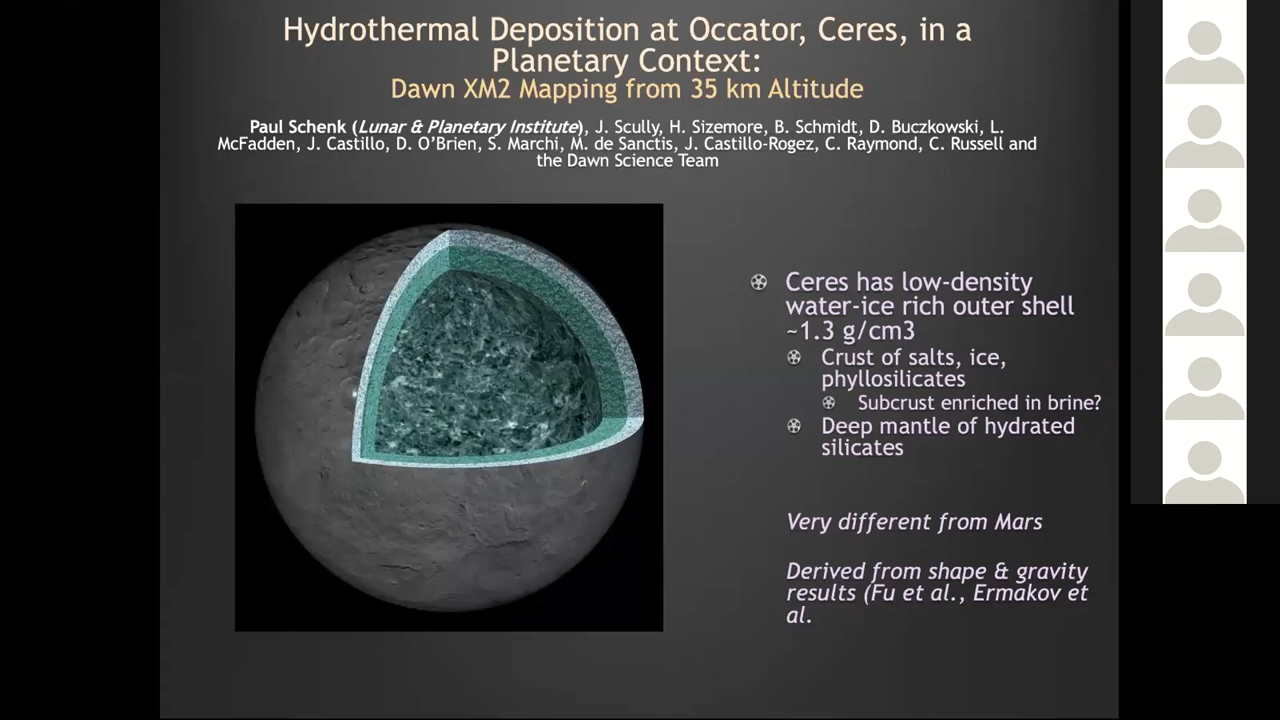 Hydrothermal Deposition at Occator, Ceres, in a
Planetary Context:
Dawn XM2 Mapping from 35 km Altitude
Paul Schenk (Lunar & Planetary Institute), J. Scully, H. Sizemore, B. Schmidt, D. Buczkowski, L.
McFadden, J. Castillo, D. O'Brien, S. Marchi, M. de Sanctis, J. Castillo-Rogez, C. Raymond, C. Russell and
the Dawn Science Team
Ceres has low-density
water-ice rich outer shell
~1.3 g/cm3
Crust of salts, ice,
phyllosilicates
Subcrust enriched in brine?
Deep mantle of hydrated
silicates
Very different from Mars
Derived from shape & gravity
results (Fu et al., Ermakov et
al.